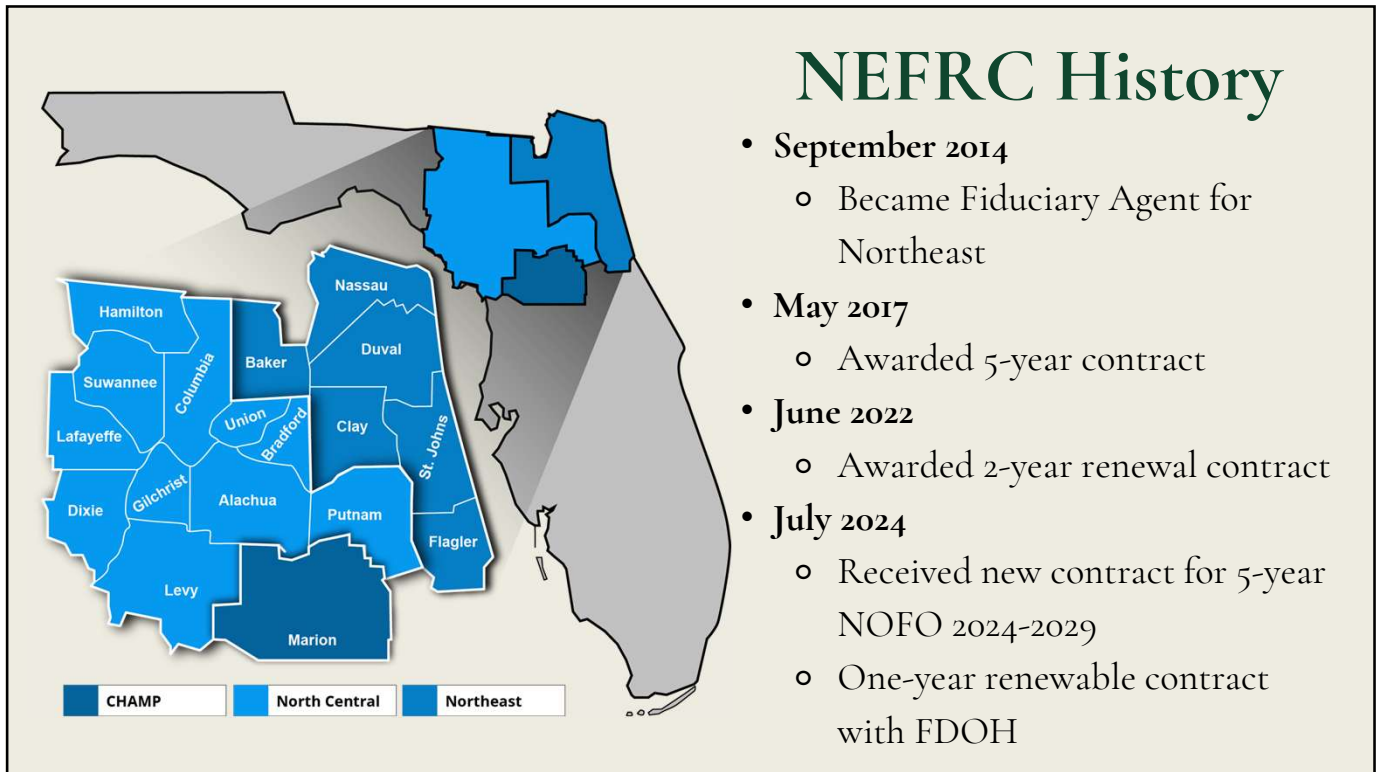 NEFRC History
• September 2014
o Became Fiduciary Agent for
Northeast
• May 2017
o Awarded 5-year contract
• June 2022
o Awarded 2-year renewal contract
• July 2024
o Received new contract for 5-year
NOFO 2024-2029
o One-year renewable contract
with FDOH
Nassau
Hamilton
Duval
Baker
Suwannee
Columbia
Union
Bradford
Clay
St. Johns
Lafayeffe
Gilchrist
Alachua
Dixie
Putnam
Flagler
Levy
Marion
CHAMP
North Central
Northeast